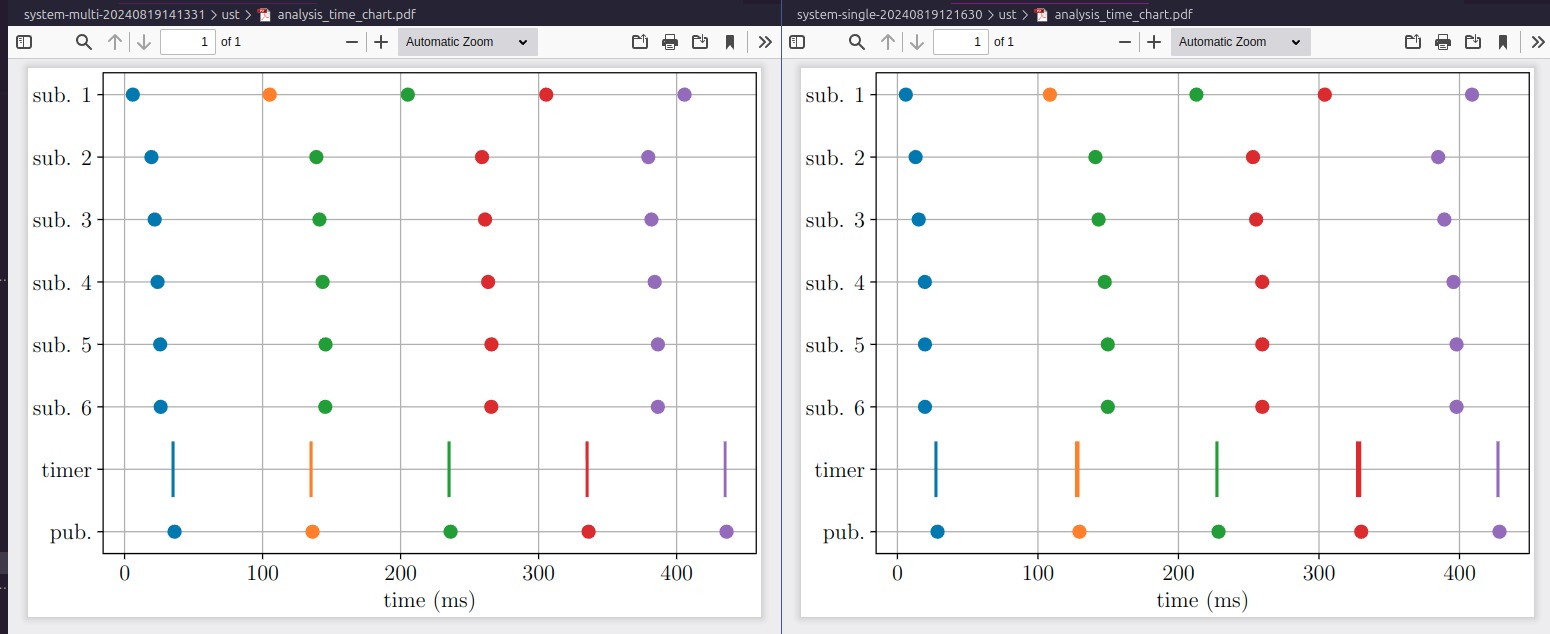 system-multi-20240819141331 > ust > analysis_time_chart.pdf
1 of 1 Automatic Zoom
sub. 1
sub. 2
sub. 3
sub. 4
sub. 5
sub. 6
timer
pub.
0 100 200 300 400
time (ms)
system-single-20240819121630 > ust > analysis_time_chart.pdf
1 of 1 Automatic Zoom
sub. 1
sub. 2
sub. 3
sub. 4
sub. 5
sub. 6
timer
pub.
0 100 200 300 400
time (ms)